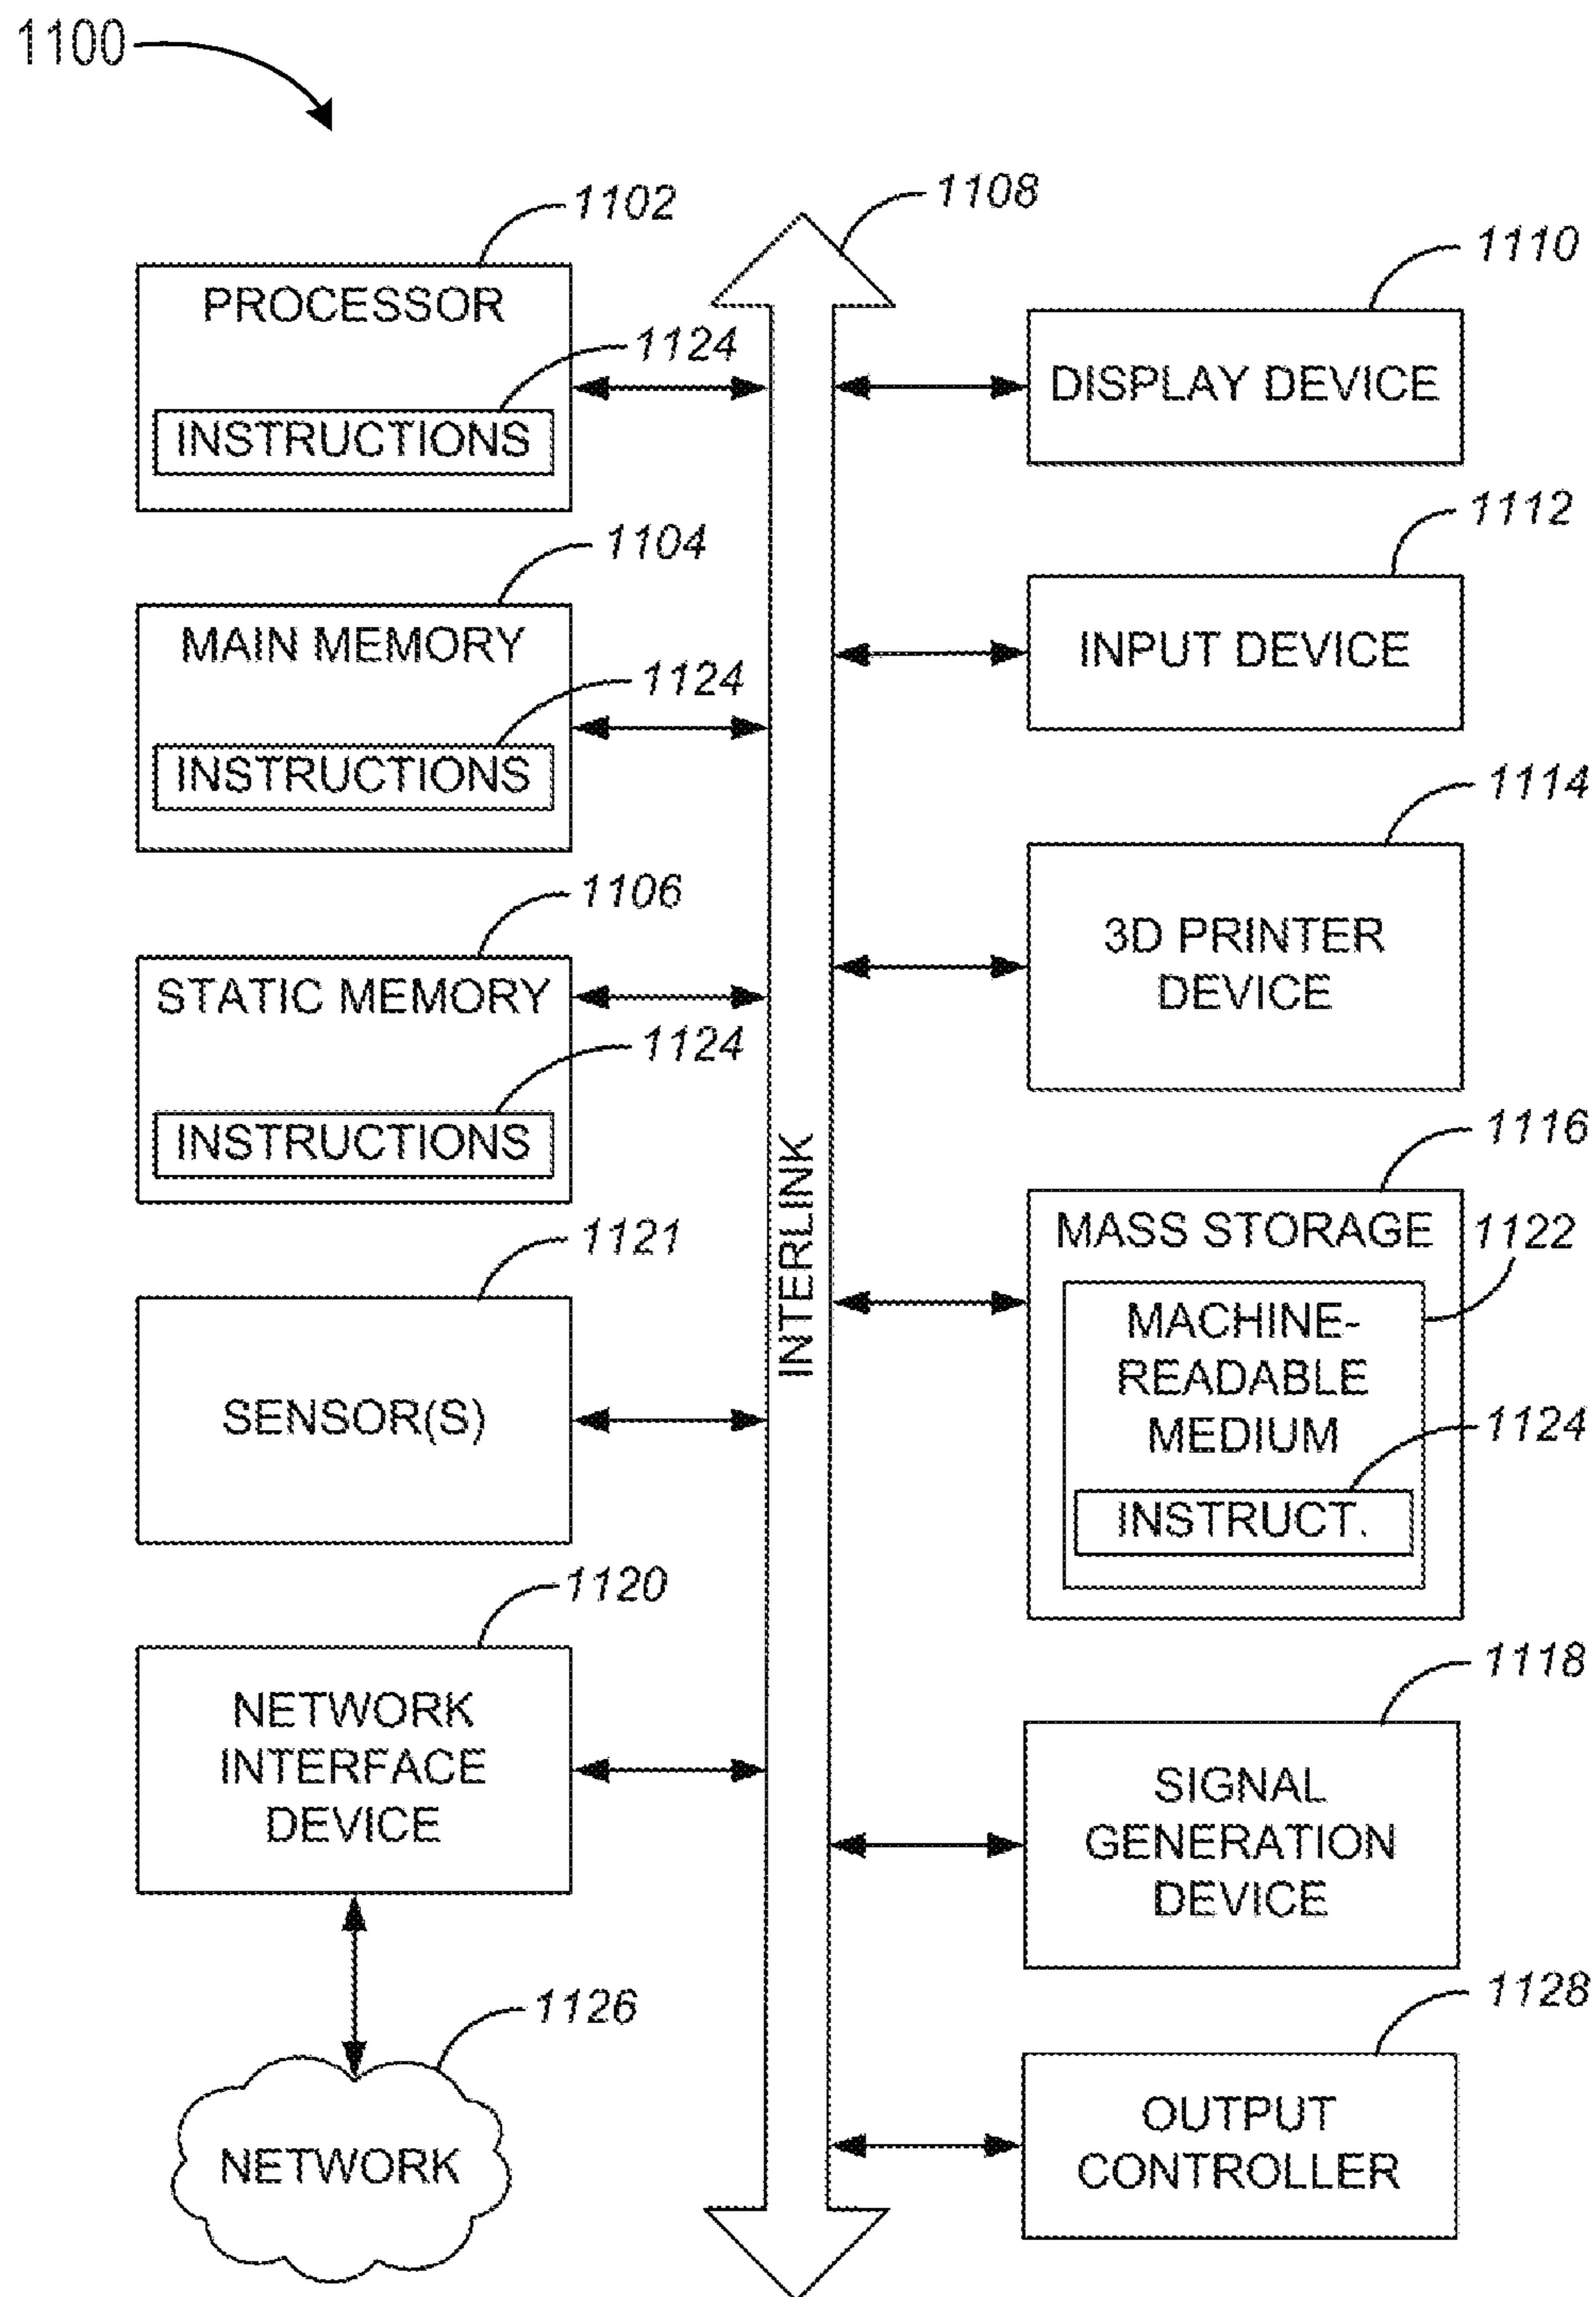 1100
1102
PROCESSOR
1124
INSTRUCTIONS
1104
MAIN MEMORY
1124
INSTRUCTIONS
1106
STATIC MEMORY
1124
INSTRUCTIONS
1121
SENSOR(S)
1120
NETWORK
INTERFACE
DEVICE
1126
NETWORK
1108
INTERLINK
1110
DISPLAY DEVICE
1112
INPUT DEVICE
1114
3D PRINTER
DEVICE
1116
MASS STORAGE
1122
MACHINE-
READABLE
MEDIUM
1124
INSTRUCT.
1118
SIGNAL
GENERATION
DEVICE
1128
OUTPUT
CONTROLLER